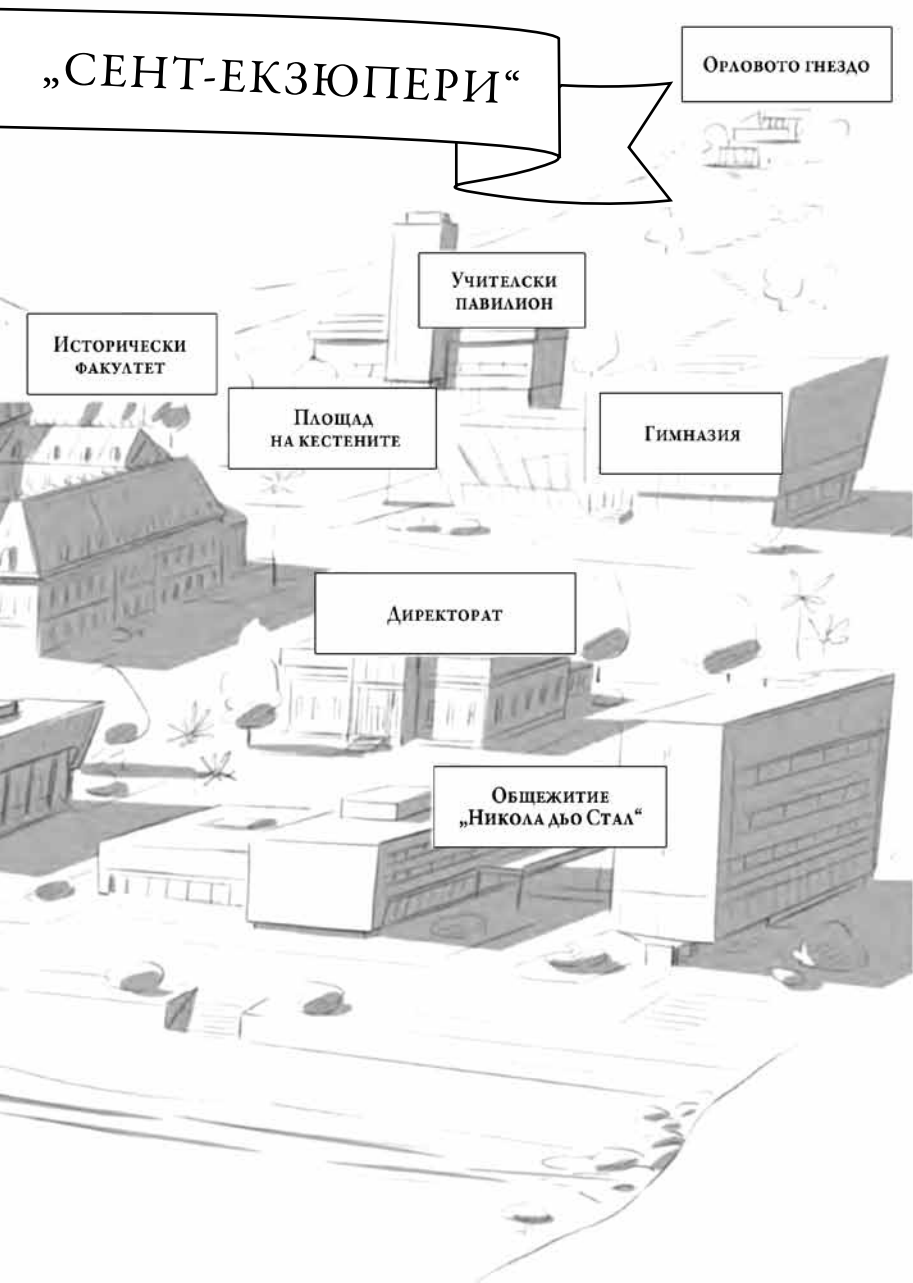 „СЕНТ-ЕКЗЮПЕРИ“
Орловото гнездо
Учителски
павилион
Исторически
факултет
Площад
на кестените
Гимназия
Директорат
Общежитие
„Никола дьо Стал“